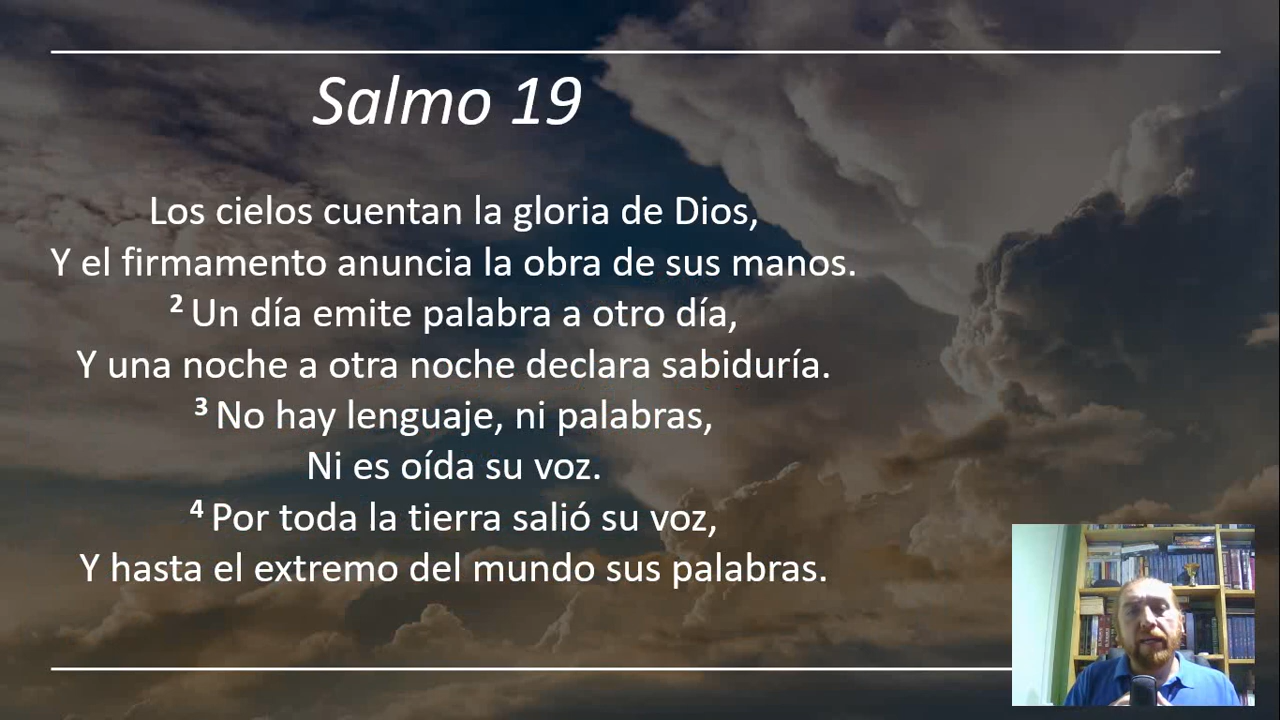 Salmo 19
Los cielos cuentan la gloria de Dios,
Y el firmamento anuncia la obra de sus manos.
2 Un día emite palabra a otro día,
Y una noche a otra noche declara sabiduría.
3 No hay lenguaje, ni palabras,
Ni es oída su voz.
4 Por toda la tierra salió su voz,
Y hasta el extremo del mundo sus palabras.